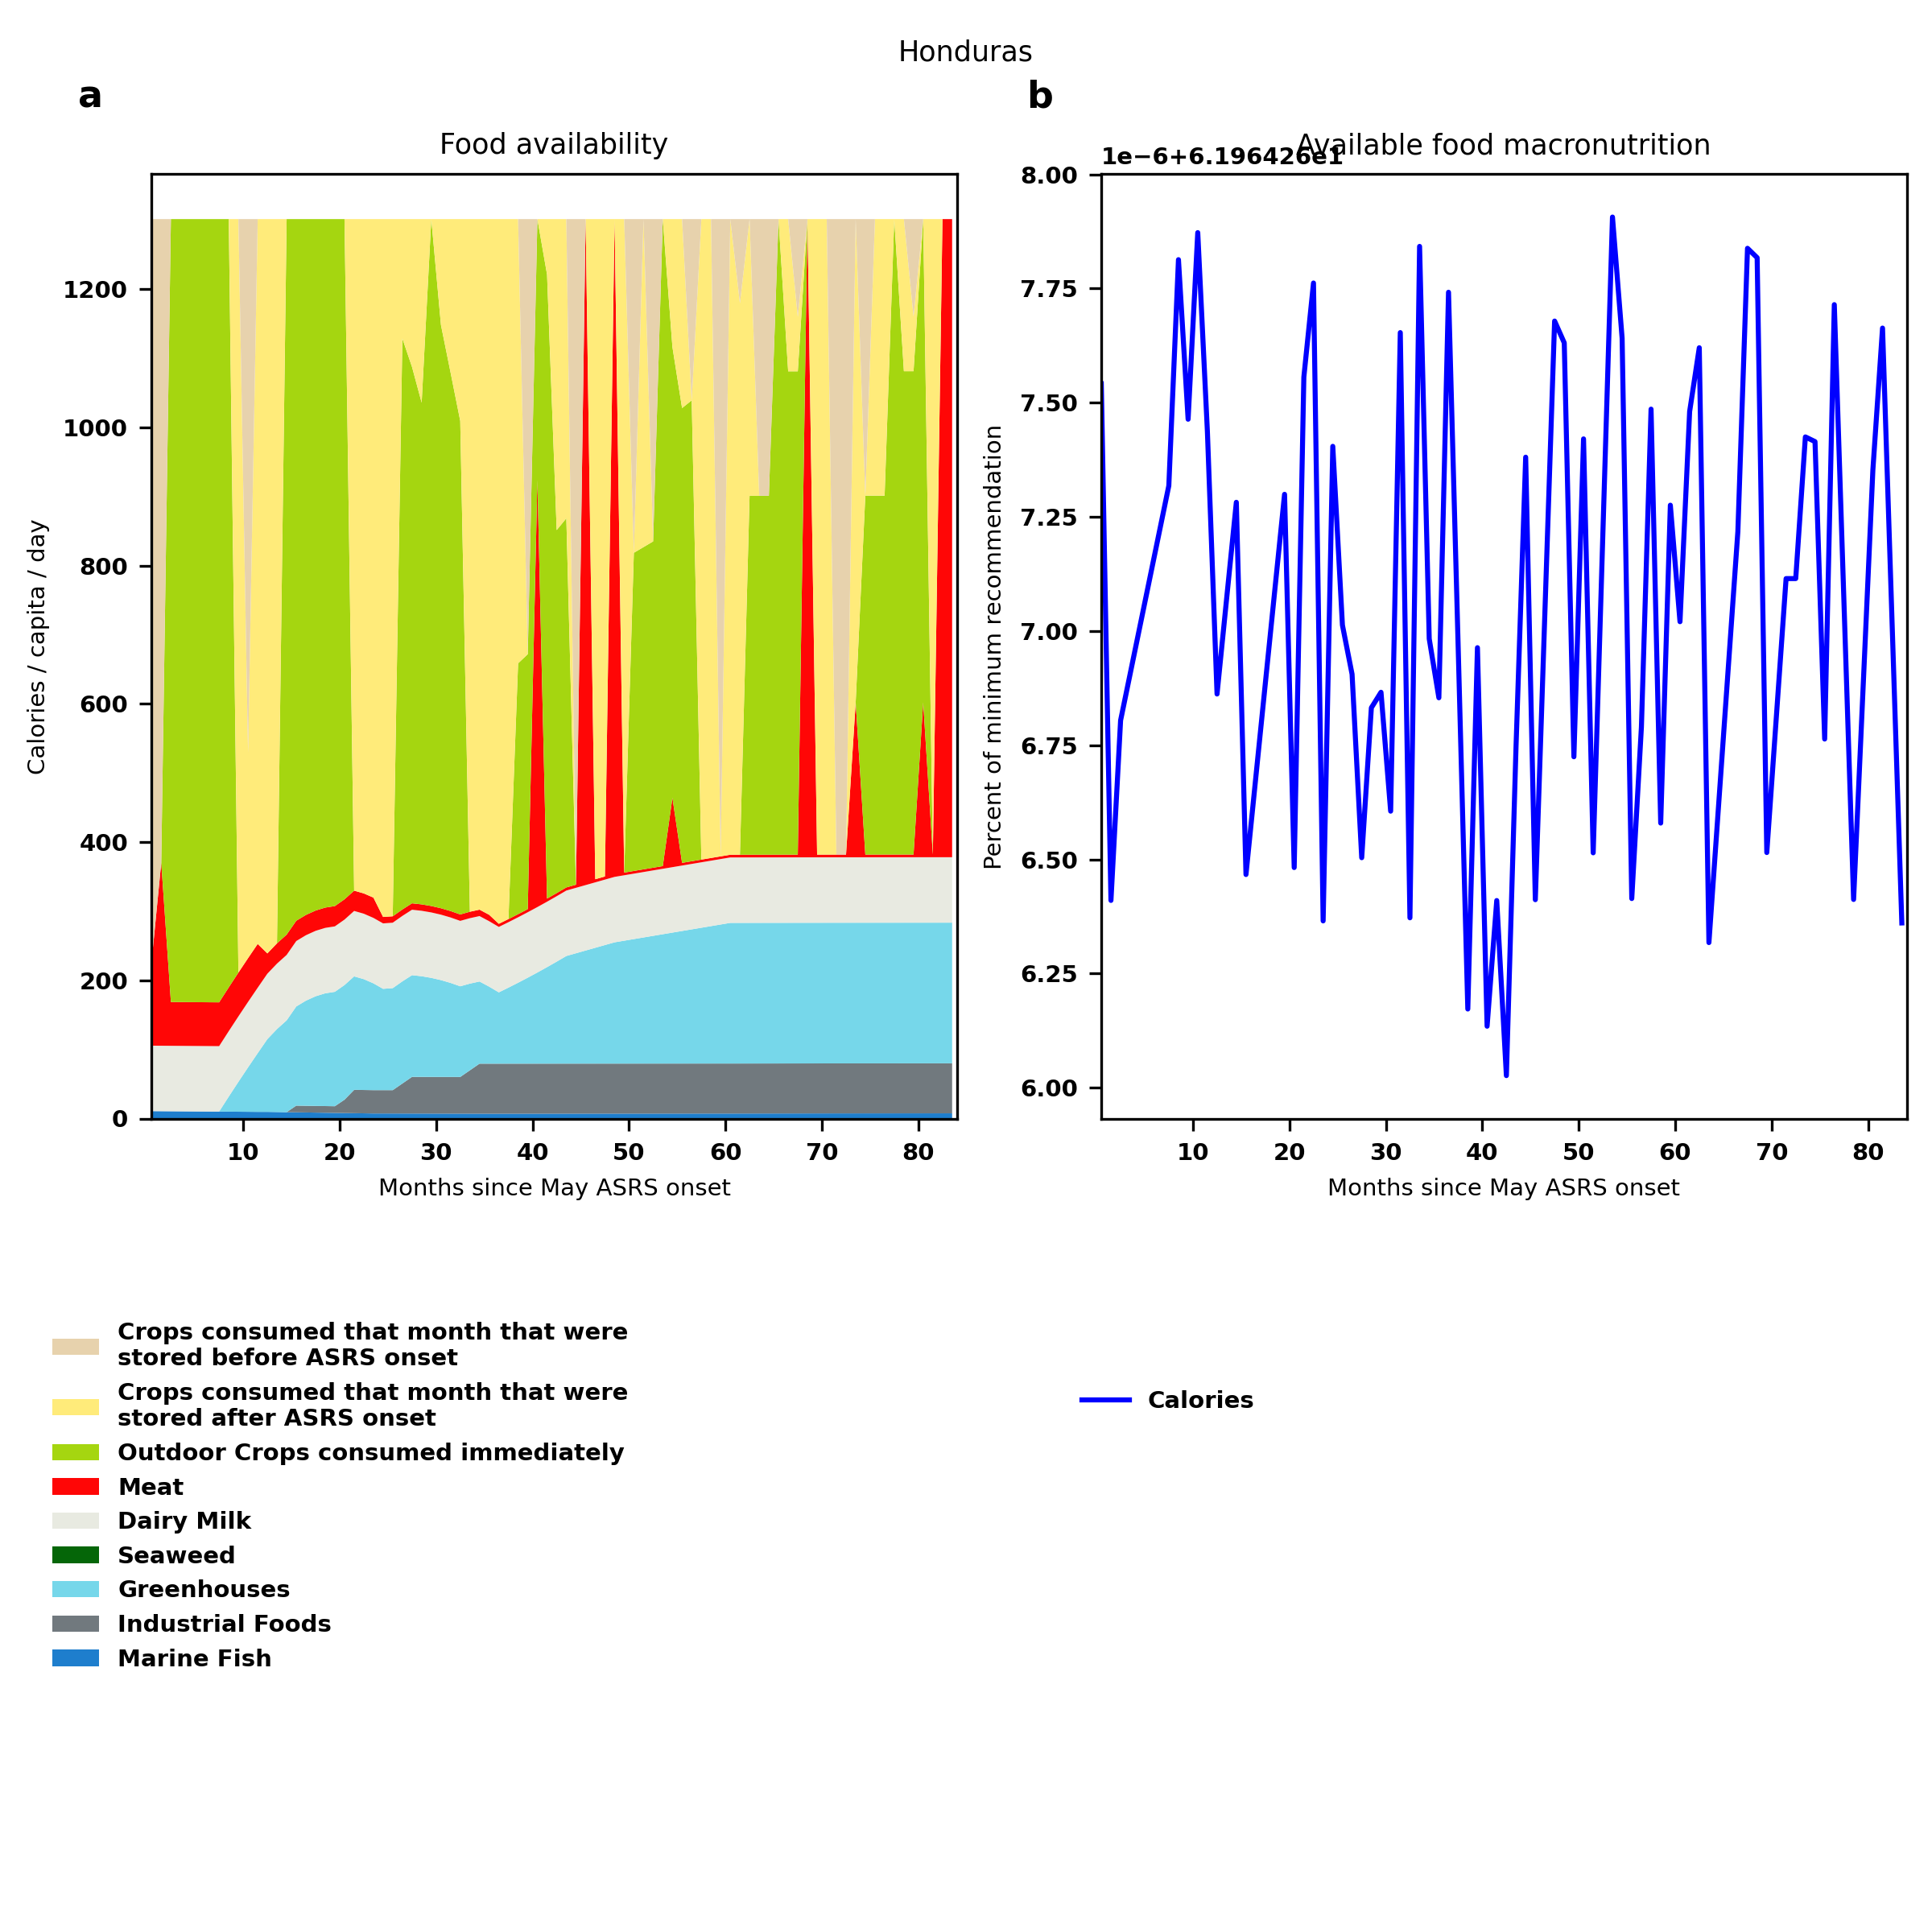 Honduras
a
Food availability
Calories / capita / day
1200
1000
800
600
400
200
0
10 20 30 40 50 60 70 80
Months since May ASRS onset
b
Available food macronutrition
1e−6+6.196426e1
Percent of minimum recommendation
8.00
7.75
7.50
7.25
7.00
6.75
6.50
6.25
6.00
10 20 30 40 50 60 70 80
Months since May ASRS onset
Crops consumed that month that were
stored before ASRS onset
Crops consumed that month that were
stored after ASRS onset
Outdoor Crops consumed immediately
Meat
Dairy Milk
Seaweed
Greenhouses
Industrial Foods
Marine Fish
Calories